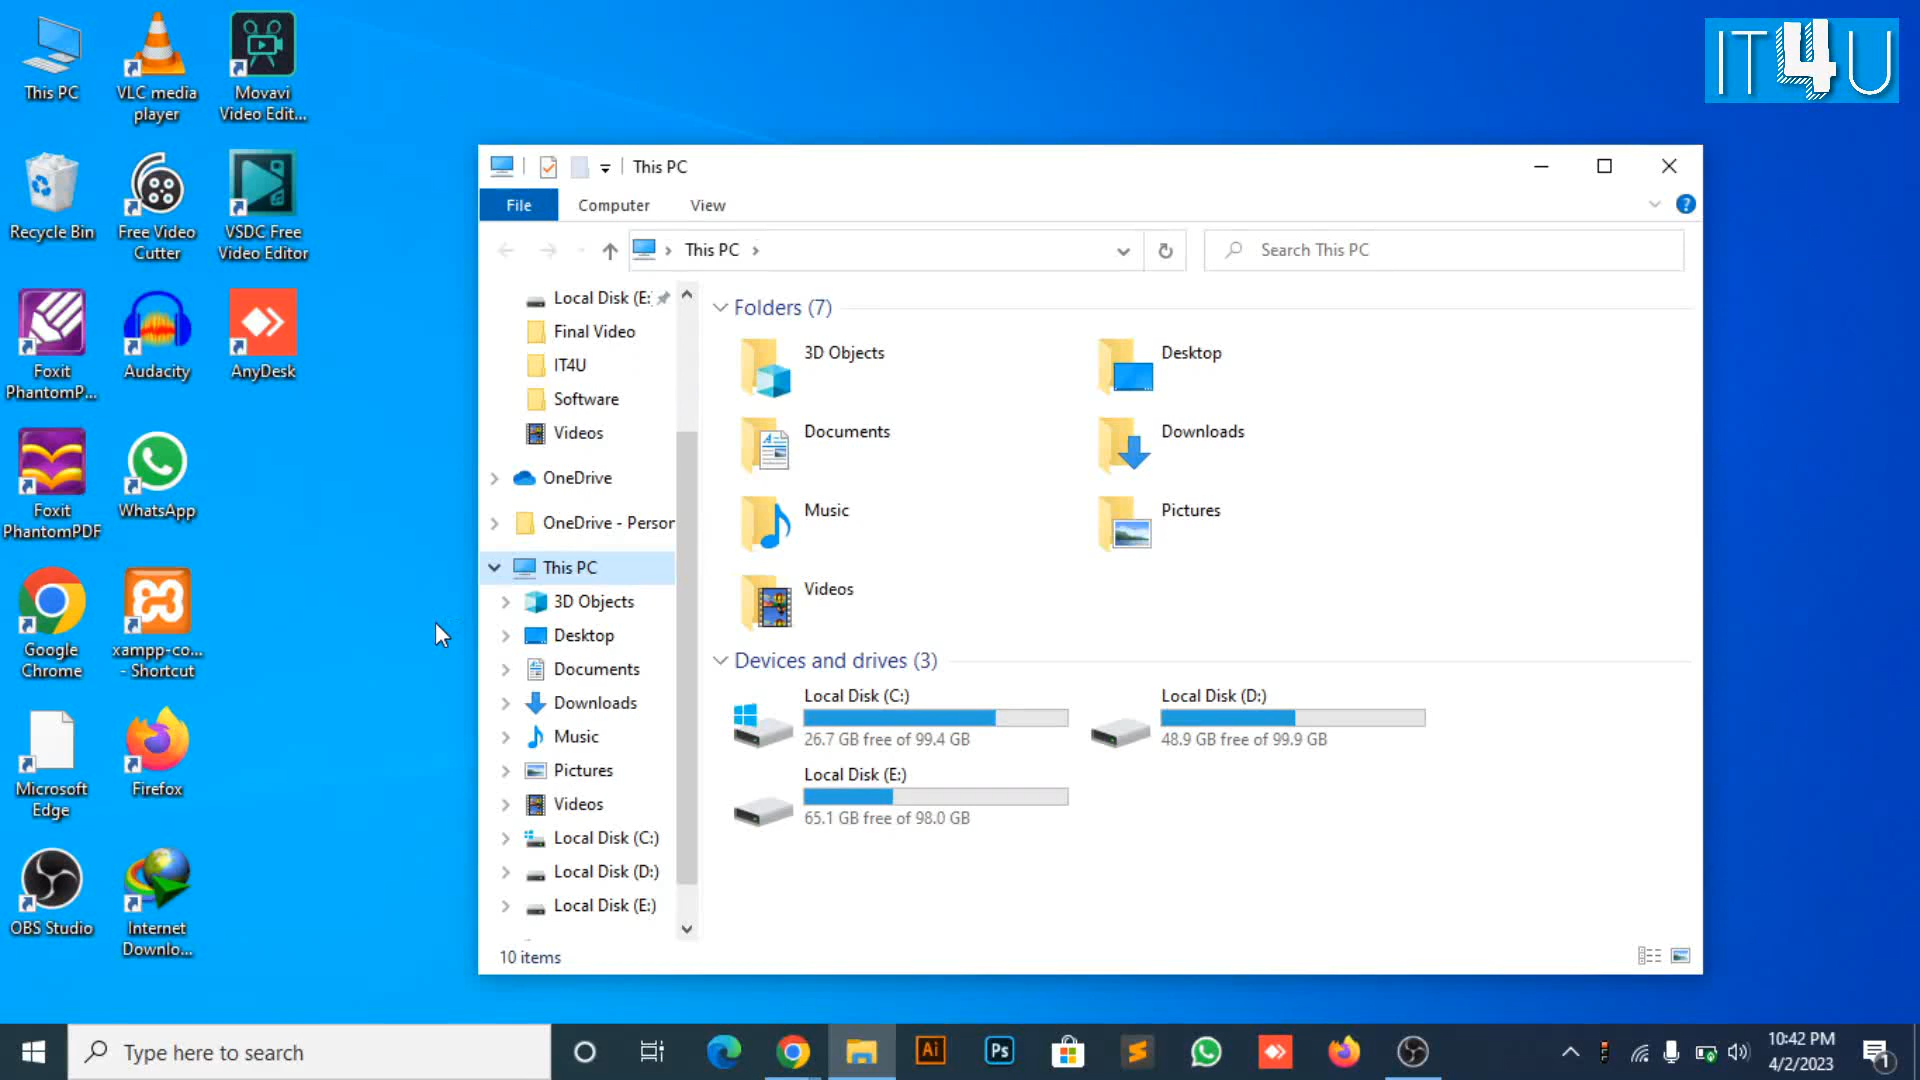 This PC
VLC media
player
Movavi
Video Edit...
IT4U
Recycle Bin
Free Video
Cutter
VSDC Free
Video Editor
Foxit
PhantomP...
Audacity
AnyDesk
Foxit
PhantomPDF
WhatsApp
Google
Chrome
xampp-co...
- Shortcut
Microsoft
Edge
Firefox
OBS Studio
Internet
Downlo...
This PC
File
Computer
View
?
This PC
Search This PC
Local Disk (E:
Final Video
IT4U
Software
Videos
OneDrive
OneDrive - Person
This PC
3D Objects
Desktop
Documents
Downloads
Music
Pictures
Videos
Local Disk (C:)
Local Disk (D:)
Local Disk (E:)
Folders (7)
3D Objects
Desktop
Documents
Downloads
Music
Pictures
Videos
Devices and drives (3)
Local Disk (C:)
26.7 GB free of 99.4 GB
Local Disk (D:)
48.9 GB free of 99.9 GB
Local Disk (E:)
65.1 GB free of 98.0 GB
10 items
Type here to search
Ai
Ps
10:42 PM
4/2/2023
1